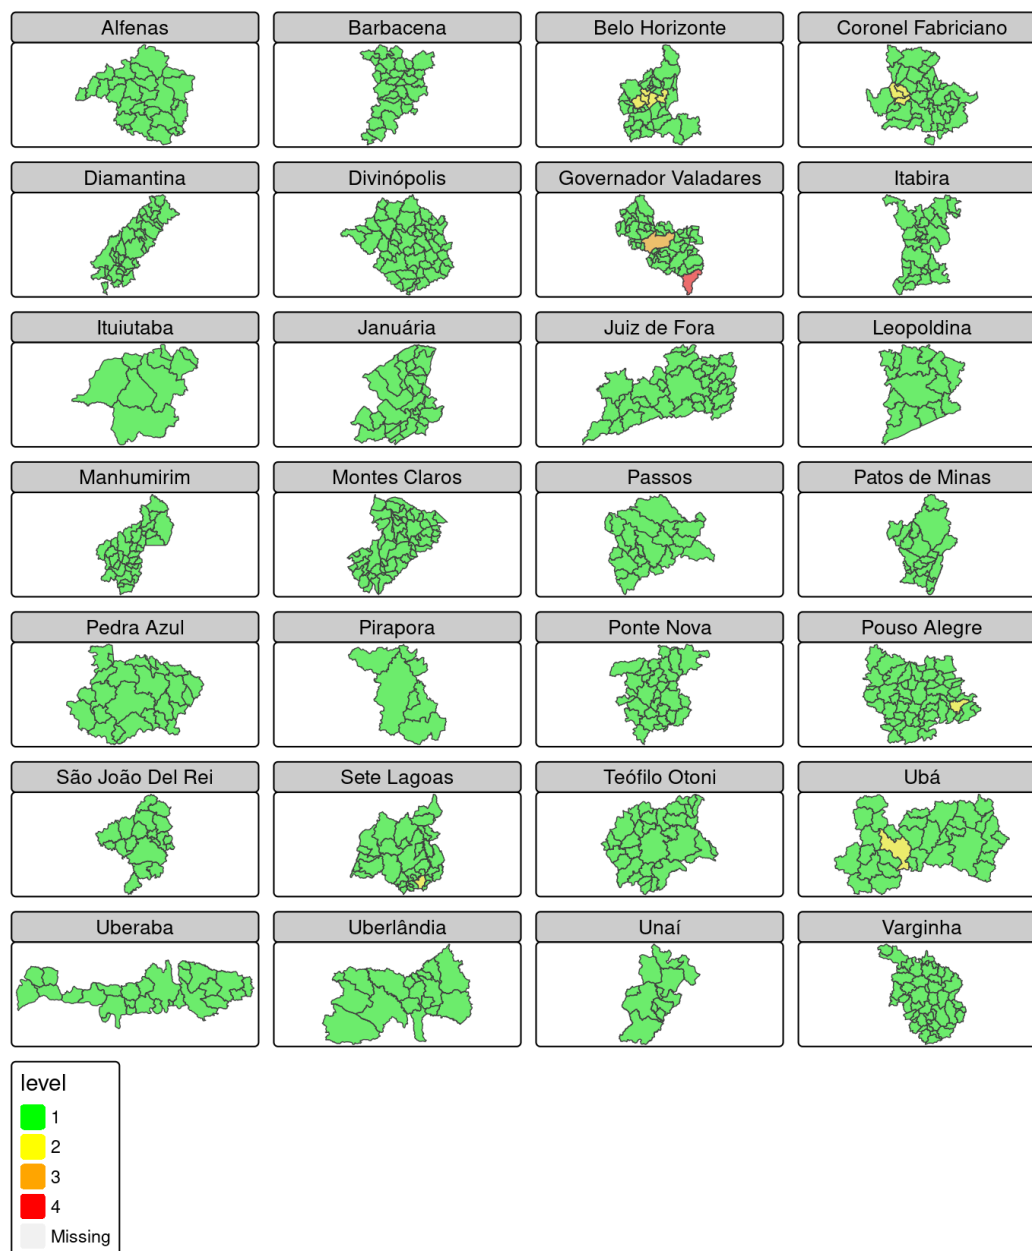 Alfenas
Barbacena
Belo Horizonte
Coronel Fabriciano
Diamantina
Divinópolis
Governador Valadares
Itabira
Ituiutaba
Januária
Juiz de Fora
Leopoldina
Manhumirim
Montes Claros
Passos
Patos de Minas
Pedra Azul
Pirapora
Ponte Nova
Pouso Alegre
São João Del Rei
Sete Lagoas
Teófilo Otoni
Ubá
Uberaba
Uberlândia
Unaí
Varginha
level
1
2
3
4
Missing